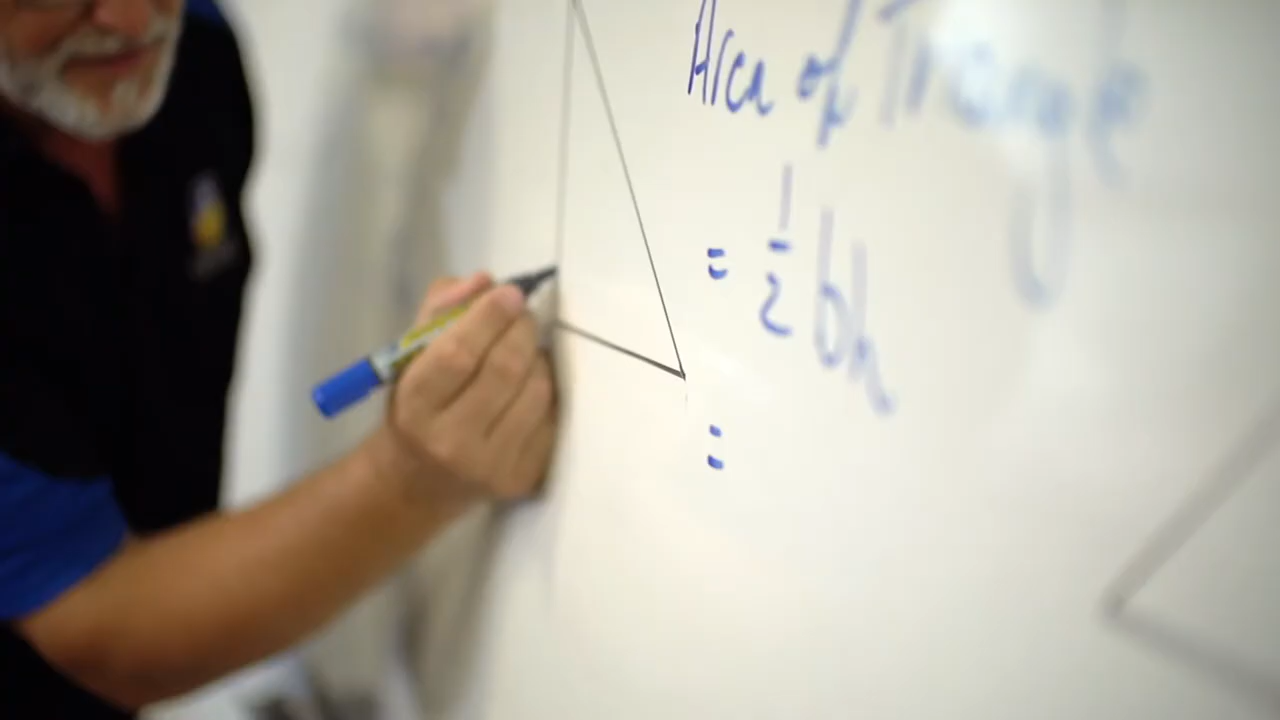 Area of Triangle
= 1/2 bh
=